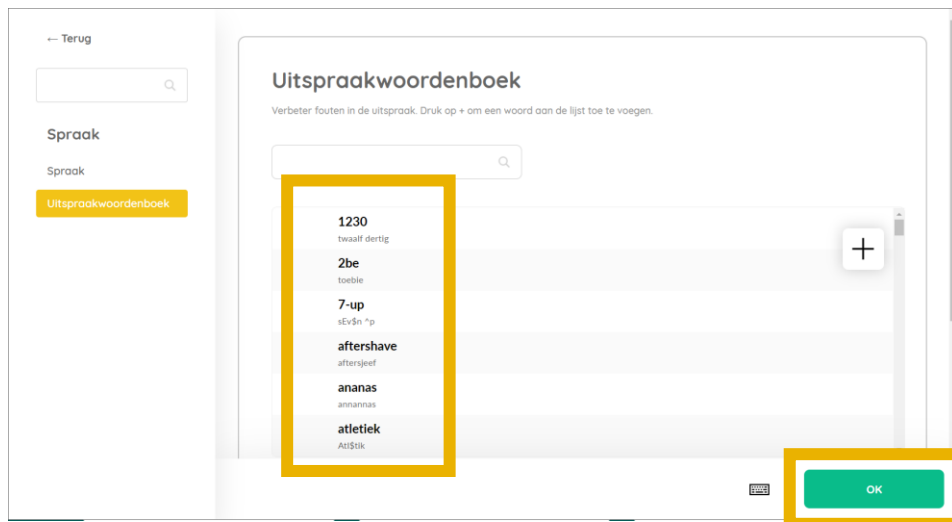 ← Terug
Spraak
Spraak
Uitspraakwoordenboek
Uitspraakwoordenboek
Verbeter fouten in de uitspraak. Druk op + om een woord aan de lijst toe te voegen.
1230
twaalf dertig
+
2be
toebie
7-up
sEv$n ^p
aftershave
aftersjeef
ananas
annannas
atletiek
Atl$tik
OK